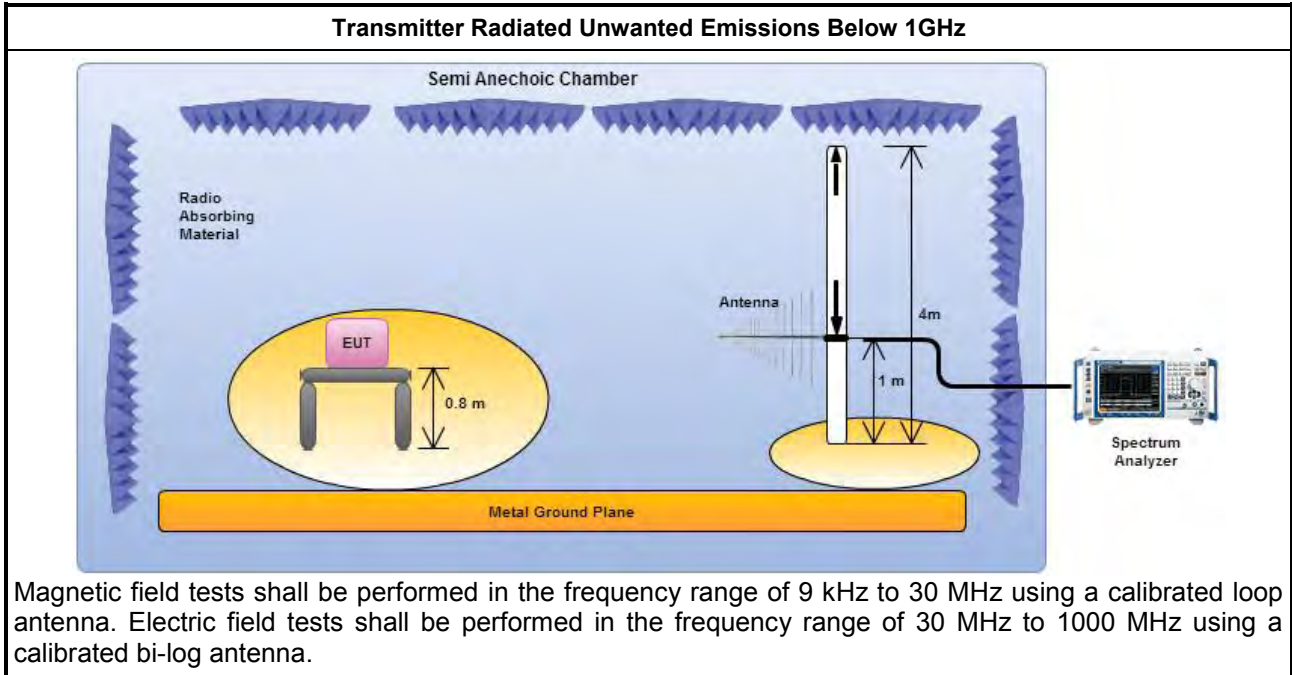 Transmitter Radiated Unwanted Emissions Below 1GHz
Semi Anechoic Chamber
Radio
Absorbing
Material
Antenna
4m
EUT
1 m
0.8 m
Spectrum
Analyzer
Metal Ground Plane
Magnetic field tests shall be performed in the frequency range of 9 kHz to 30 MHz using a calibrated loop
antenna. Electric field tests shall be performed in the frequency range of 30 MHz to 1000 MHz using a
calibrated bi-log antenna.